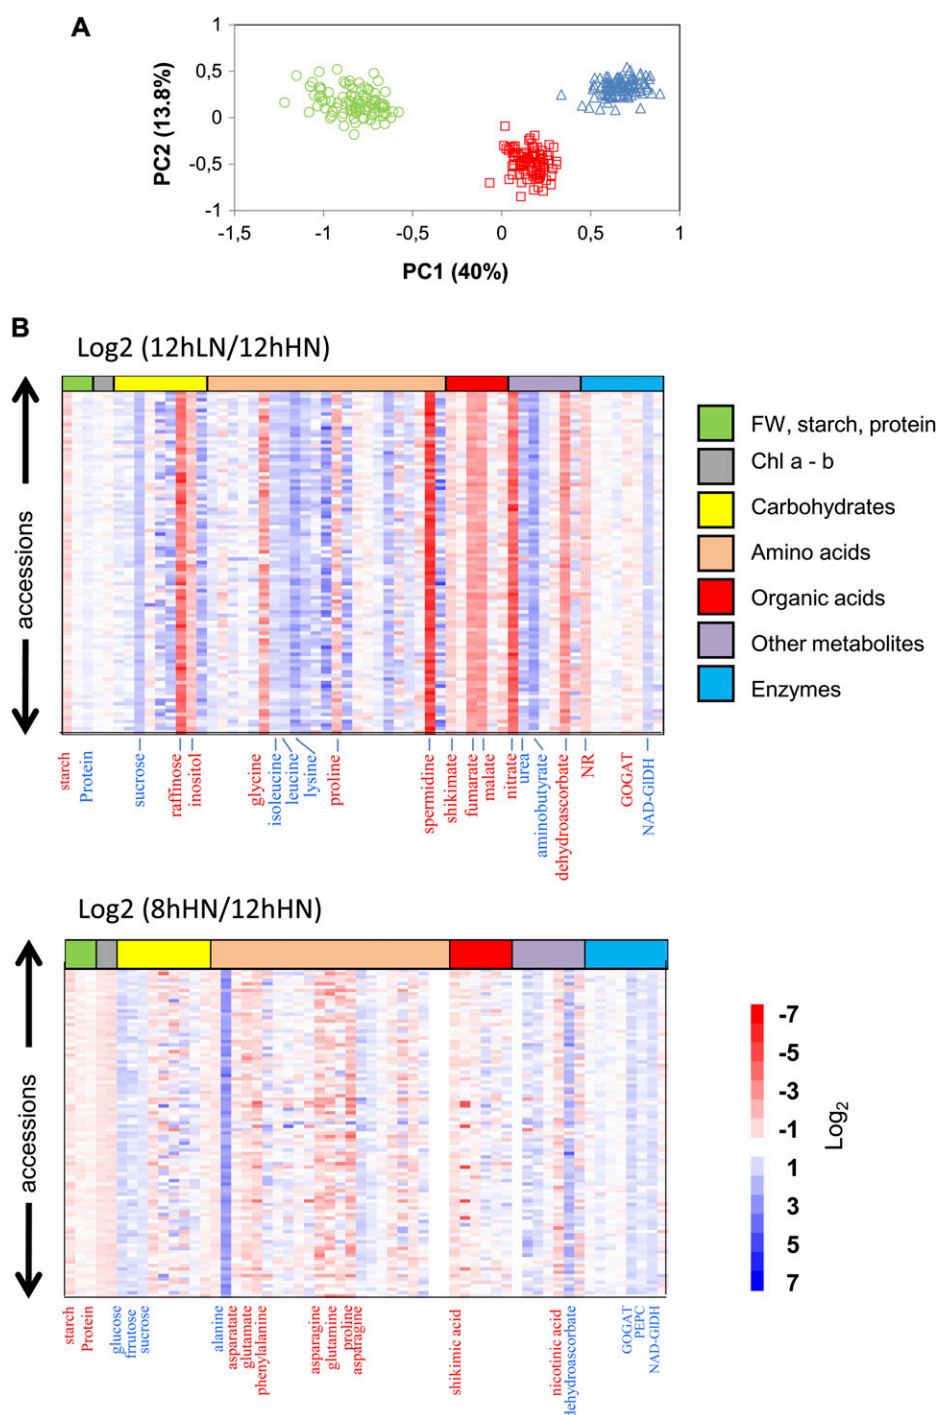 A
1
0,5
0
-0,5
-1
PC2 (13.8%)
-1,5
-1
-0,5
0
0,5
1
PC1 (40%)
B
Log2 (12hLN/12hHN)
accessions
FW, starch, protein
Chl a - b
Carbohydrates
Amino acids
Organic acids
Other metabolites
Enzymes
starch
Protein
sucrose
raffinose
inositol
glycine
isoleucine
leucine
lysine
proline
spermidine
shikimate
fumarate
malate
nitrate
urea
aminobutyrate
dehydroascorbate
NR
GOGAT
NAD-GlDH
Log2 (8hHN/12hHN)
accessions
-7
-5
-3
-1
1
3
5
7
Log2
starch
Protein
glucose
frrutose
sucrose
alanine
asparatate
glutamate
phenylalanine
asparagine
glutamine
proline
asparagine
shikimic acid
nicotinic acid
dehydroascorbate
GOGAT
PEPC
NAD-GlDH